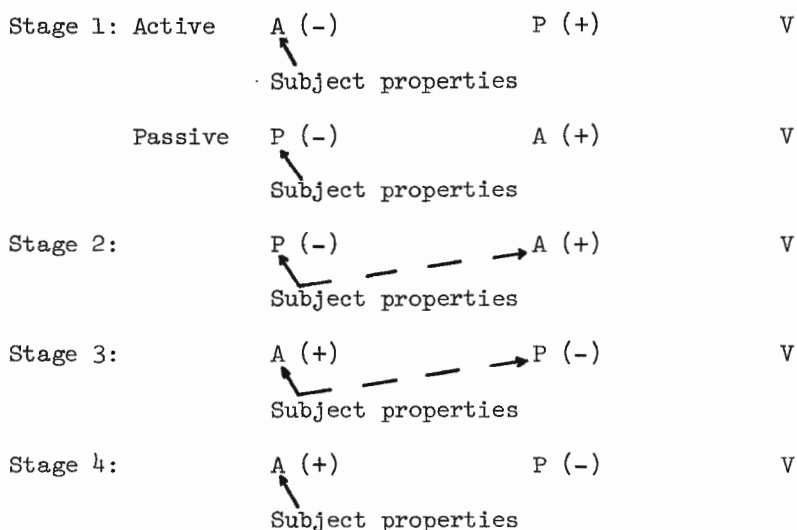 Stage 1: Active A (-) P (+) V
Subject properties
Passive P (-) A (+) V
Subject properties
Stage 2: P (-) A (+) V
Subject properties
Stage 3: A (+) P (-) V
Subject properties
Stage 4: A (+) P (-) V
Subject properties